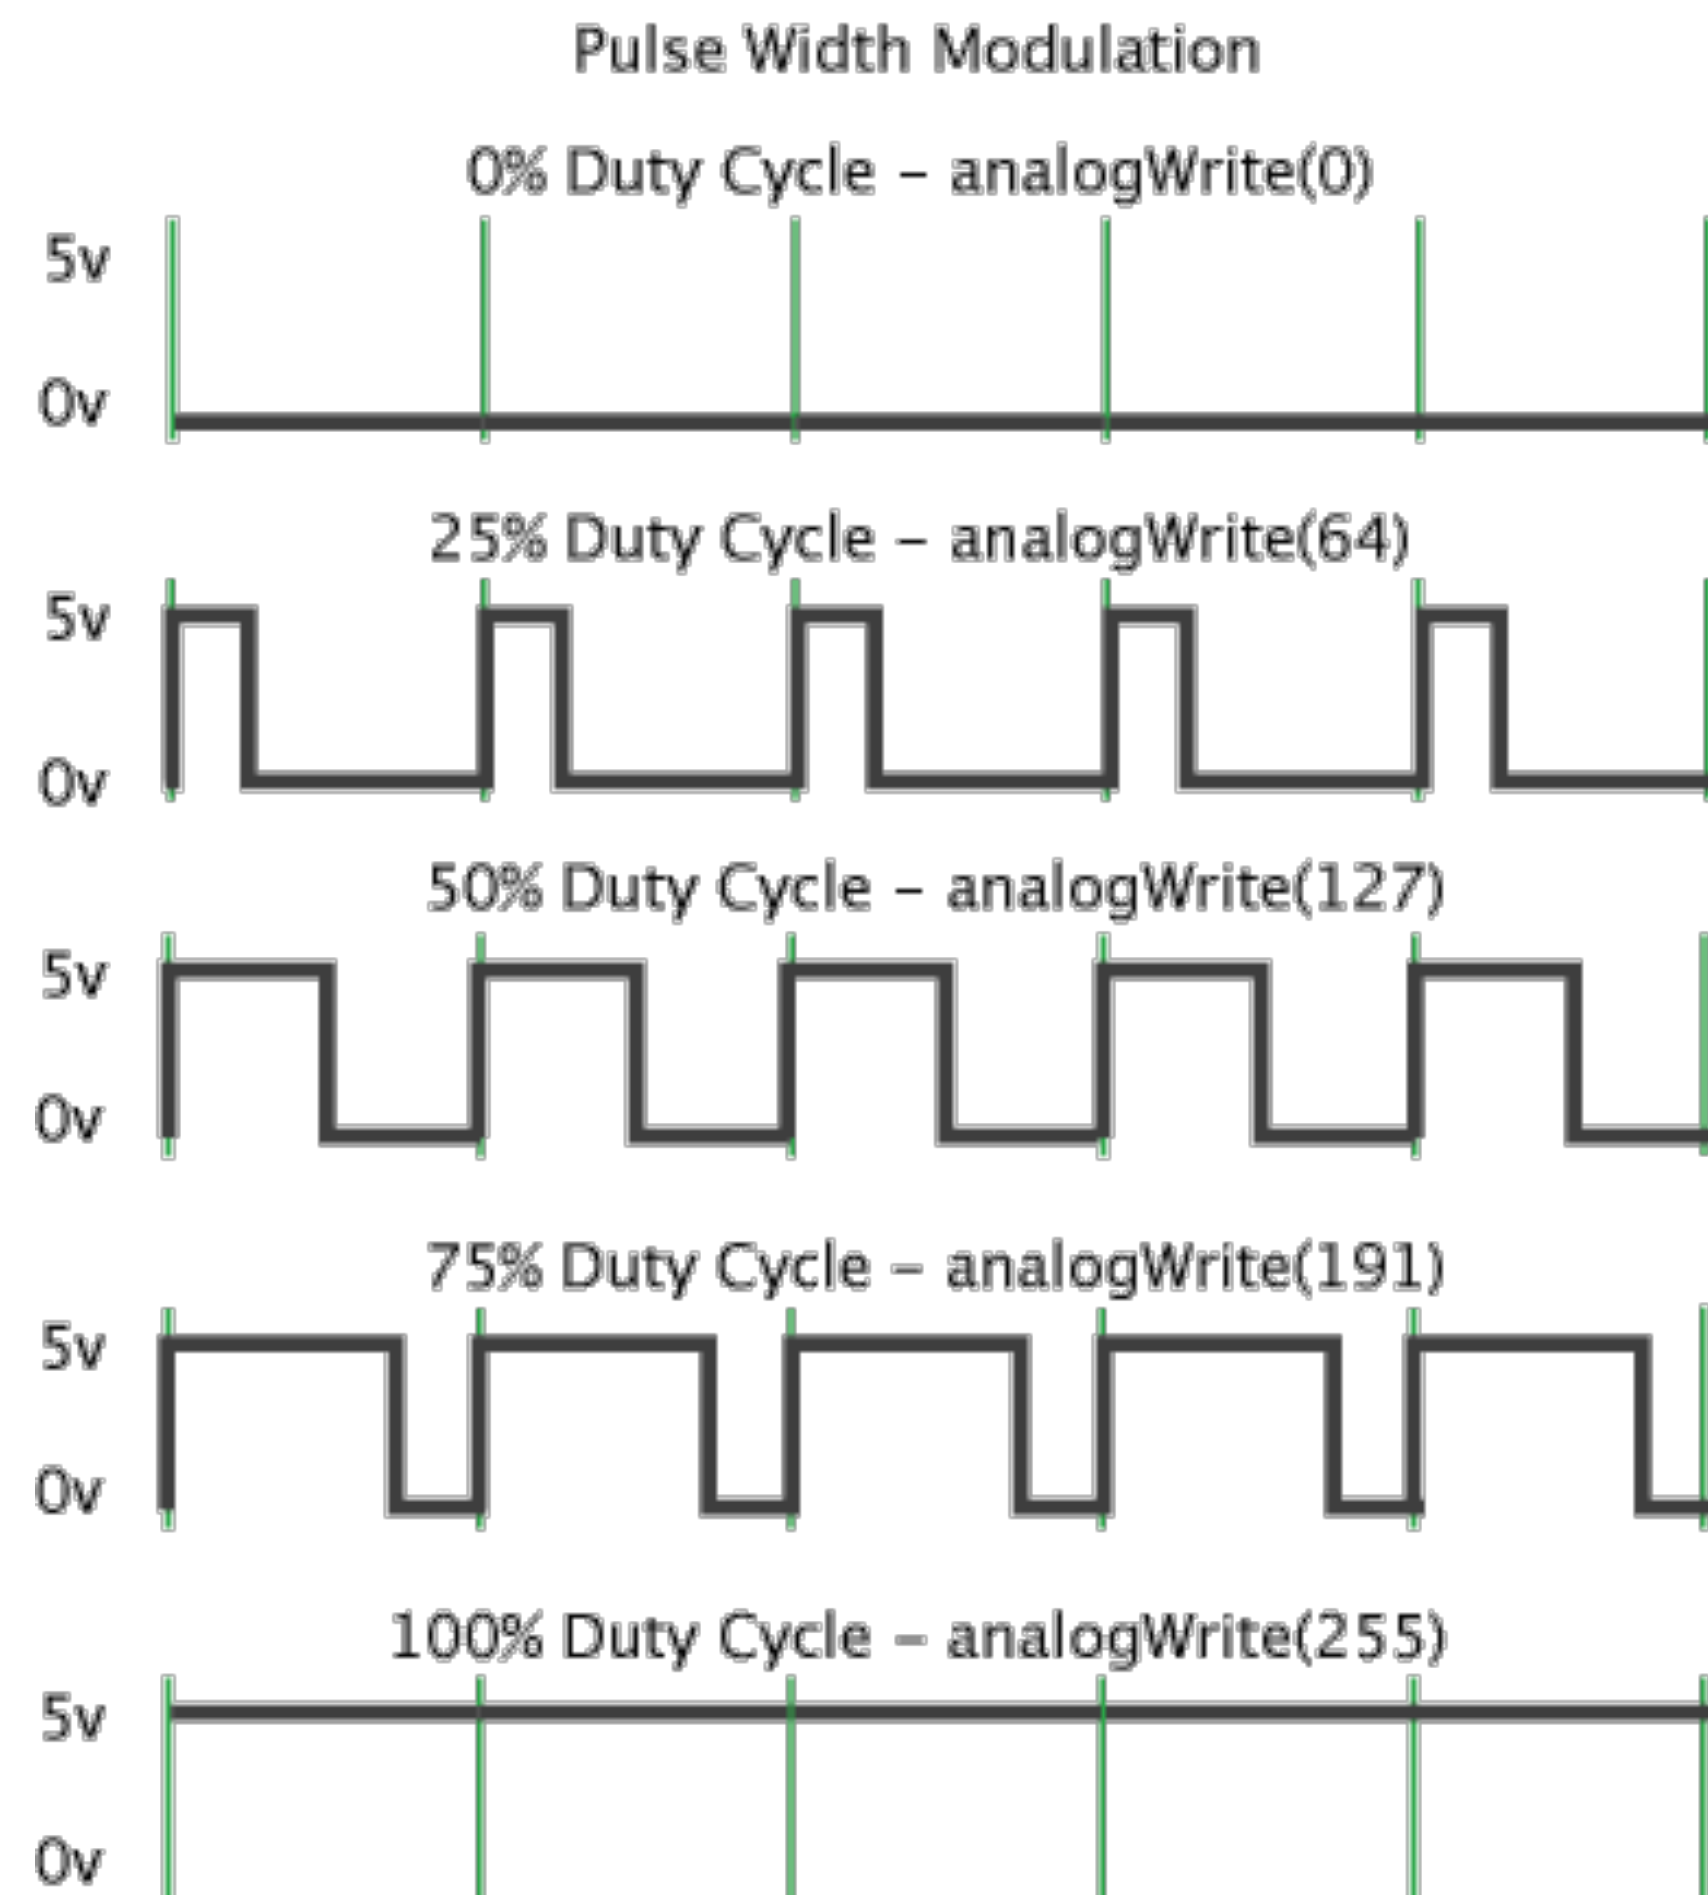 Pulse Width Modulation
0% Duty Cycle – analogWrite(0)
5v
0v
25% Duty Cycle – analogWrite(64)
5v
0v
50% Duty Cycle – analogWrite(127)
5v
0v
75% Duty Cycle – analogWrite(191)
5v
0v
100% Duty Cycle – analogWrite(255)
5v
0v